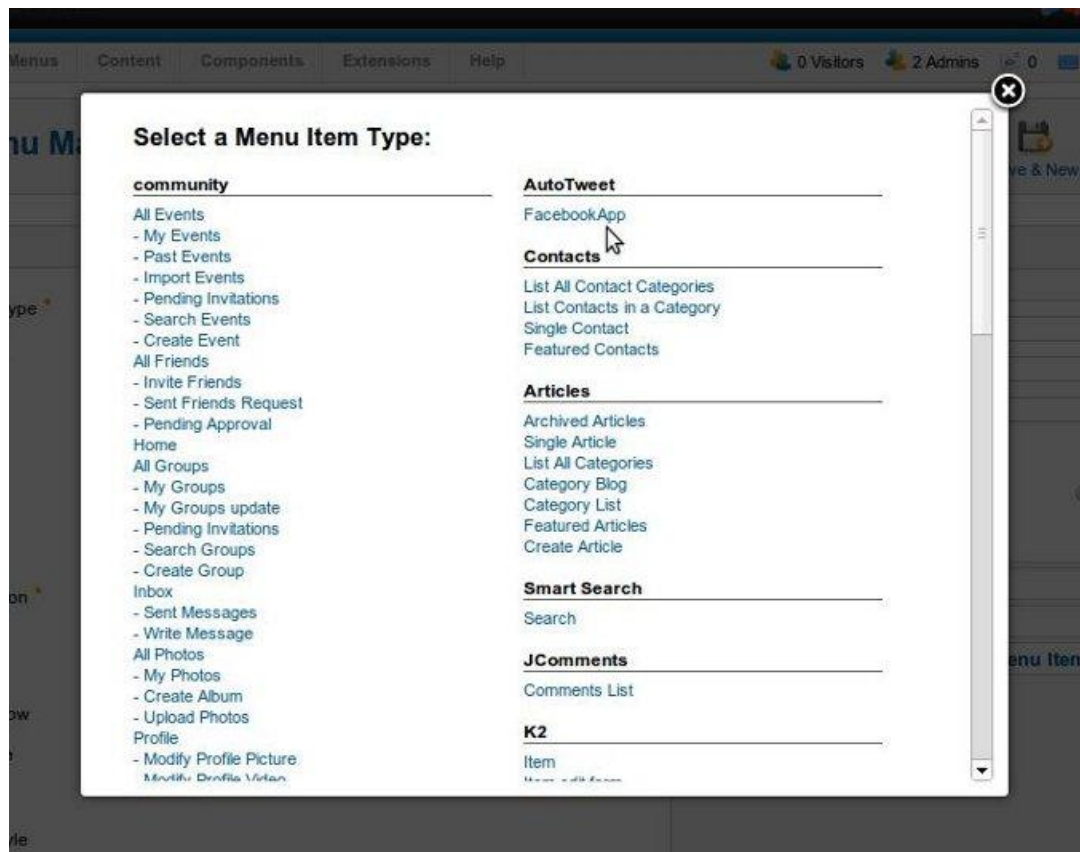 Menus Content Components Extensions Help 0 Visitors 2 Admins 0
Select a Menu Item Type:
community
All Events
- My Events
- Past Events
- Import Events
- Pending Invitations
- Search Events
- Create Event
All Friends
- Invite Friends
- Sent Friends Request
- Pending Approval
Home
All Groups
- My Groups
- My Groups update
- Pending Invitations
- Search Groups
- Create Group
Inbox
- Sent Messages
- Write Message
All Photos
- My Photos
- Create Album
- Upload Photos
Profile
- Modify Profile Picture
- Modify Profile Video
AutoTweet
FacebookApp
Contacts
List All Contact Categories
List Contacts in a Category
Single Contact
Featured Contacts
Articles
Archived Articles
Single Article
List All Categories
Category Blog
Category List
Featured Articles
Create Article
Smart Search
Search
JComments
Comments List
K2
Item
Item edit form
& New